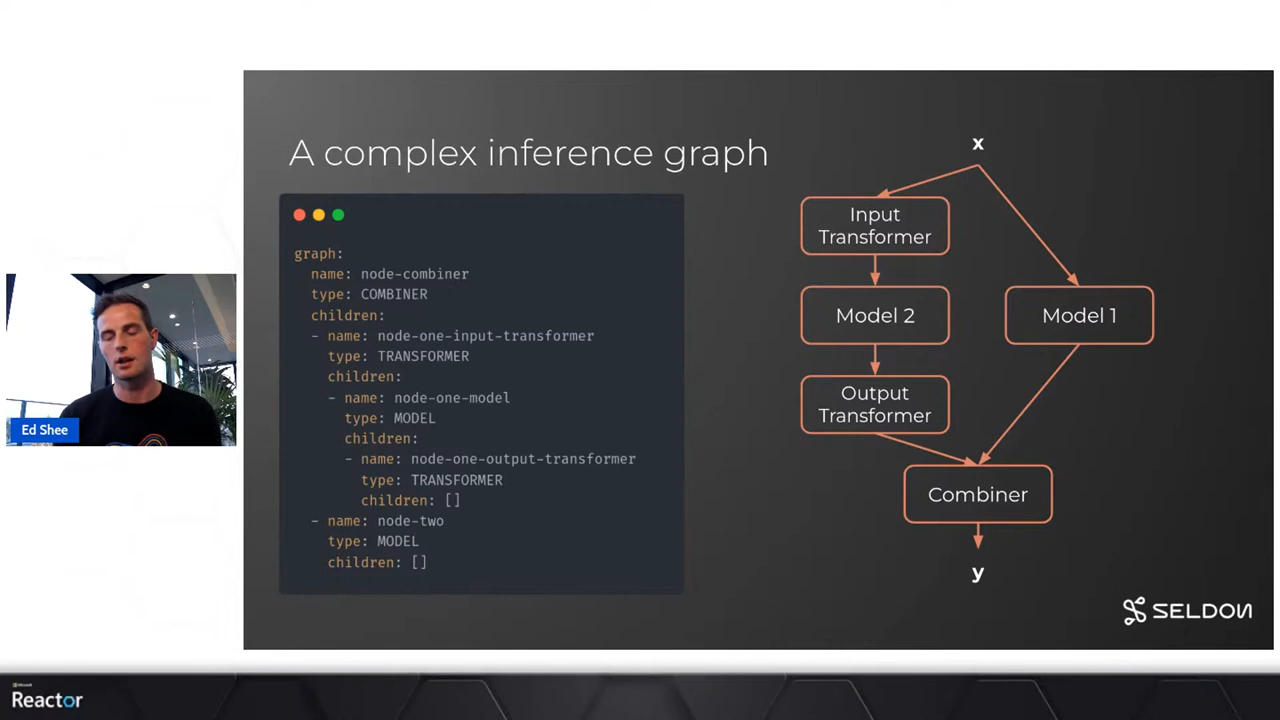 A complex inference graph
graph:
name: node-combiner
type: COMBINER
children:
- name: node-one-input-transformer
type: TRANSFORMER
children:
- name: node-one-model
type: MODEL
children:
- name: node-one-output-transformer
type: TRANSFORMER
children: []
- name: node-two
type: MODEL
children: []
x
Input
Transformer
Model 2
Model 1
Output
Transformer
Combiner
y
SELDON
Ed Shee
Microsoft
Reactor